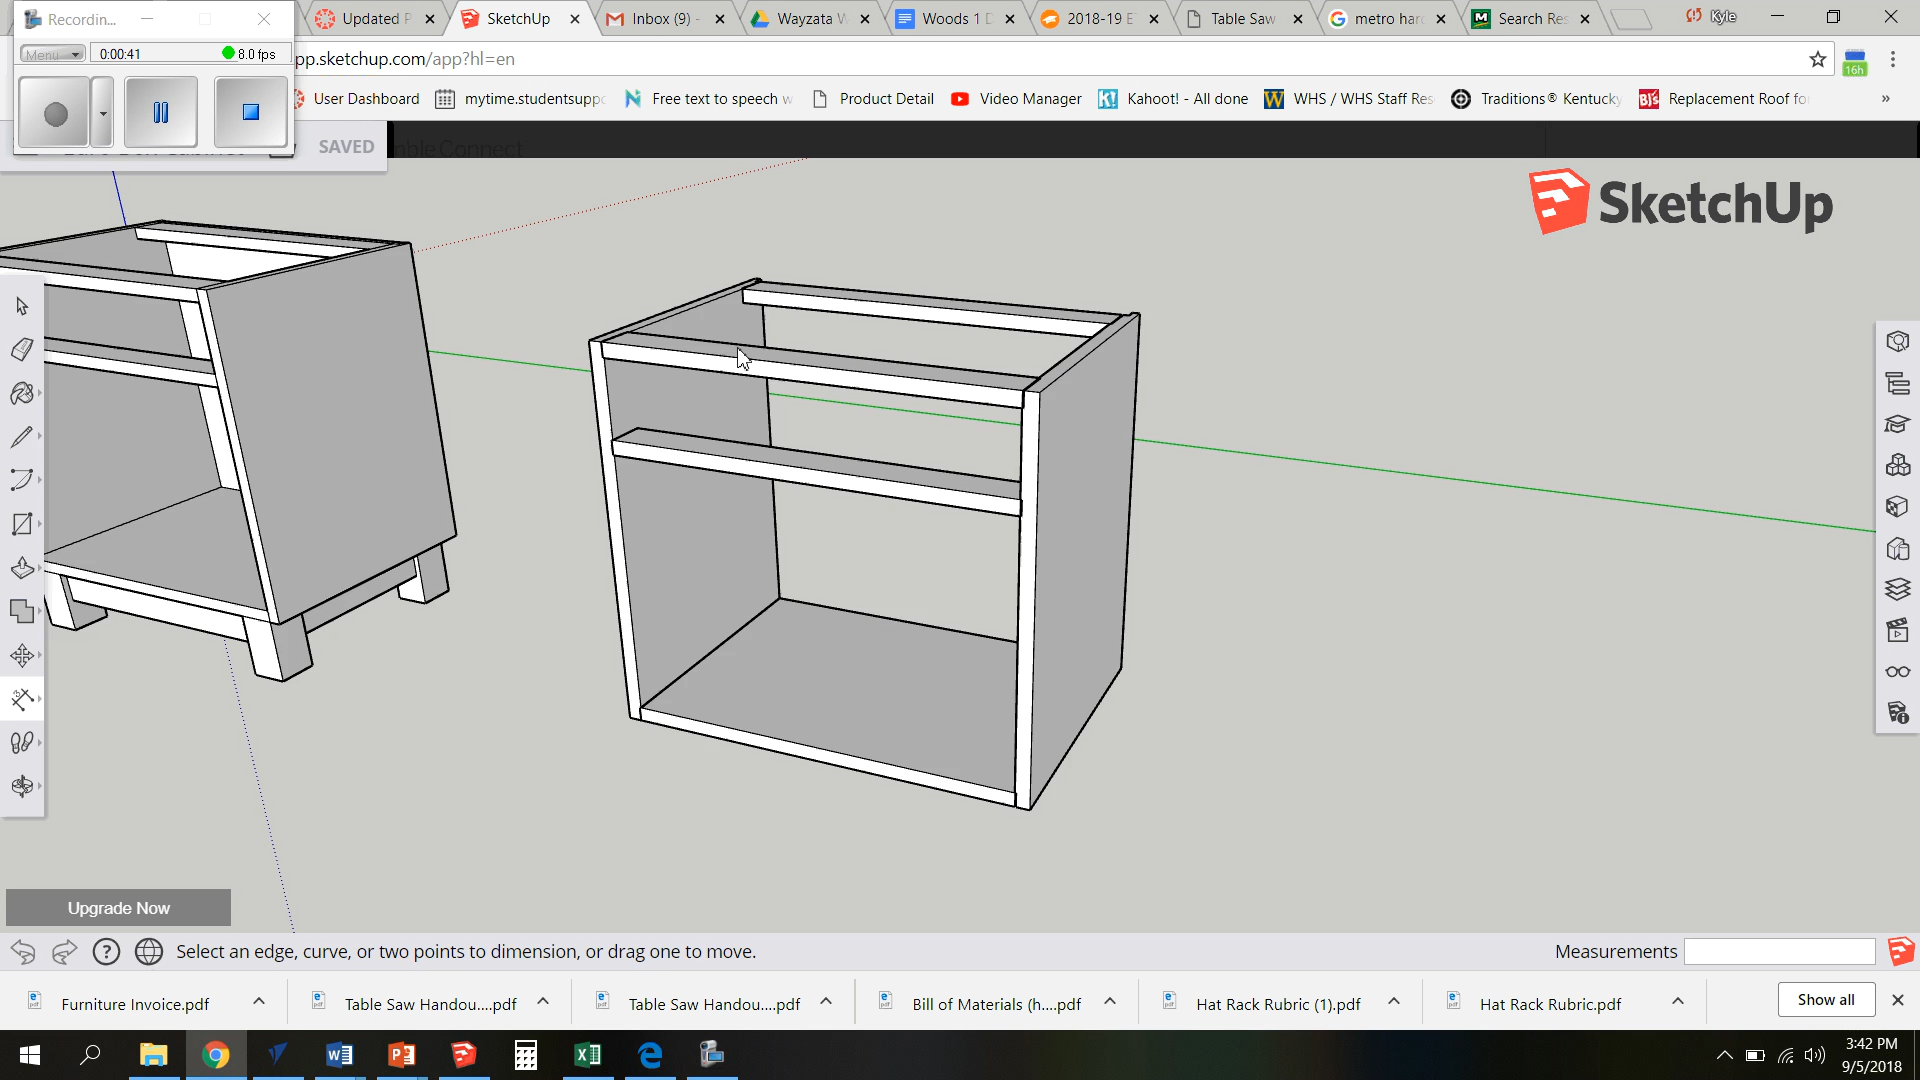 Recordin...
Updated P
SketchUp
Inbox (9) -
Wayzata W
Woods 1 D
2018-19 E
Table Saw
metro har
Search Res
Kyle
Menu
0:00:41
8.0 fps
pp.sketchup.com/app?hl=en
16h
User Dashboard
mytime.studentsuppo
Free text to speech w
Product Detail
Video Manager
Kahoot! - All done
WHS / WHS Staff Res
Traditions® Kentucky
Replacement Roof fo
»
SAVED
Connect
SketchUp
Upgrade Now
Select an edge, curve, or two points to dimension, or drag one to move.
Measurements
Furniture Invoice.pdf
Table Saw Handou....pdf
Table Saw Handou....pdf
Bill of Materials (h....pdf
Hat Rack Rubric (1).pdf
Hat Rack Rubric.pdf
Show all
3:42 PM
9/5/2018